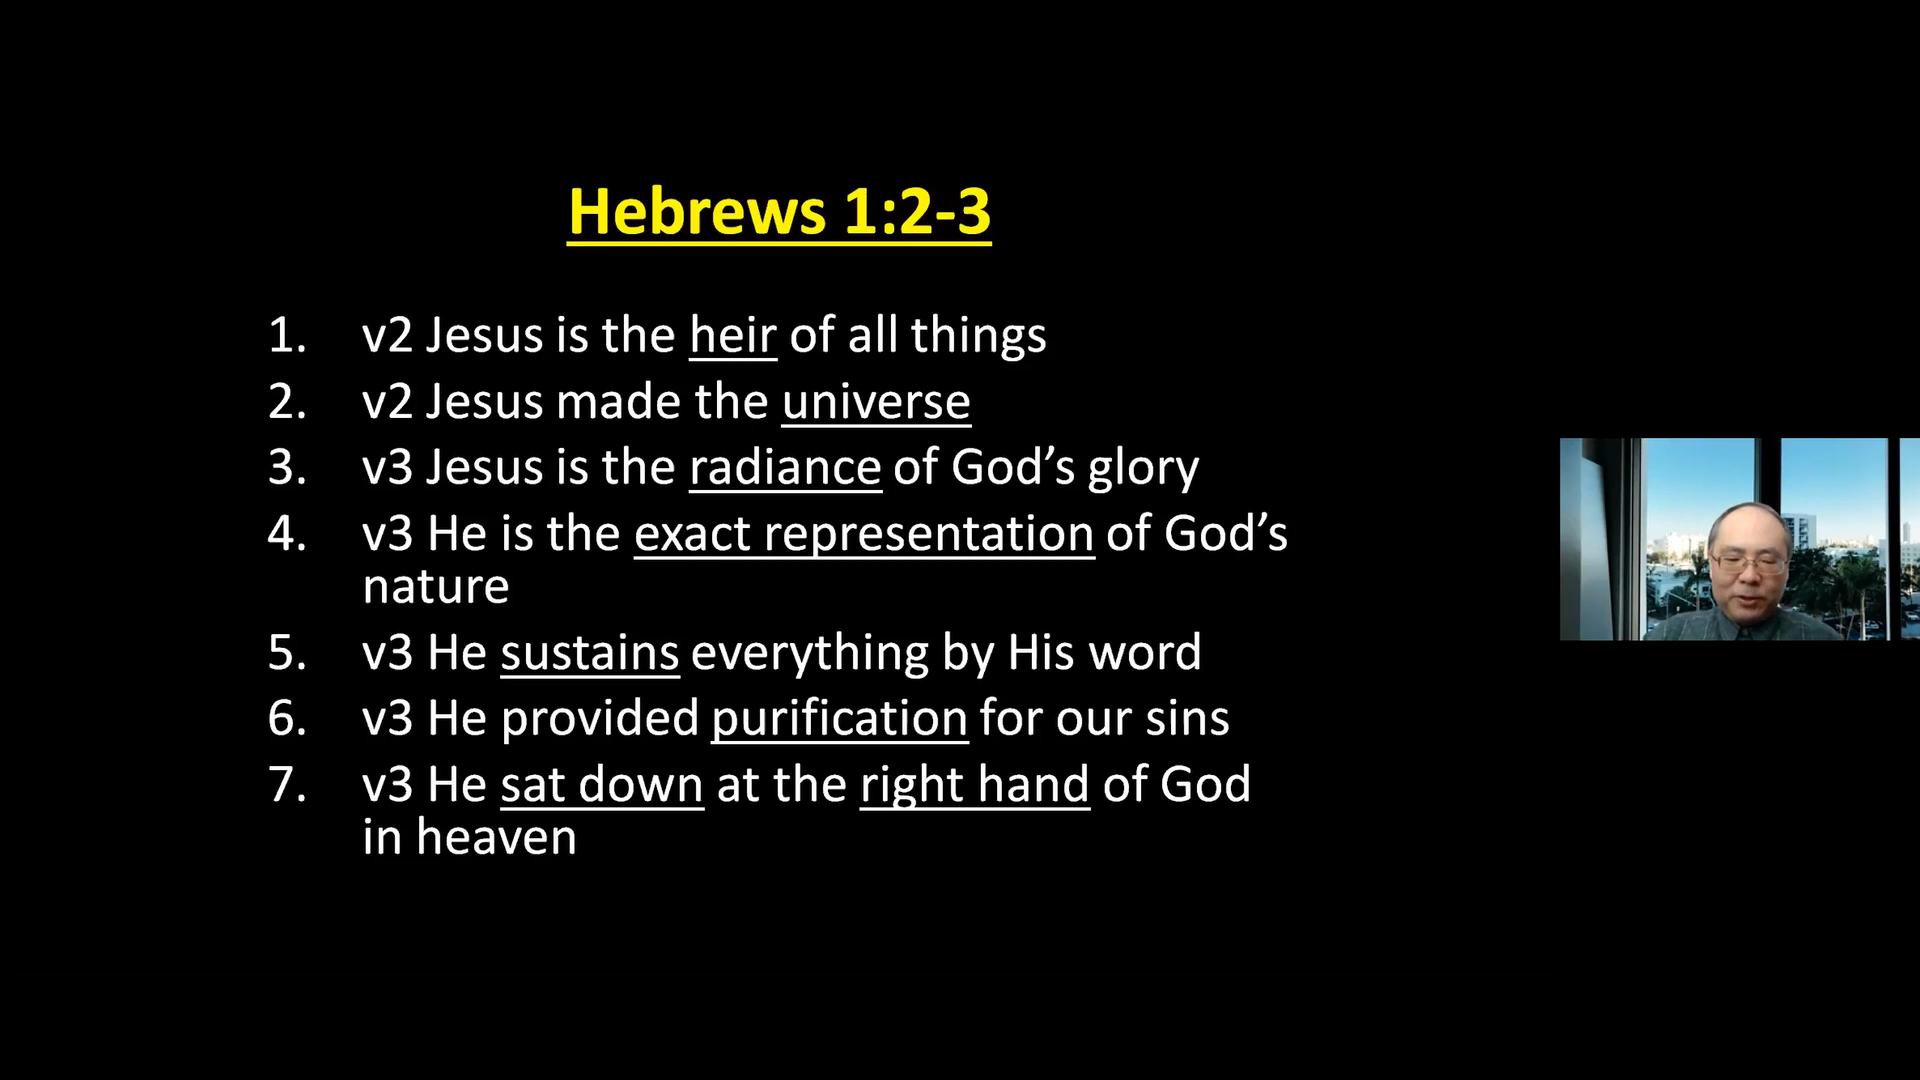 Hebrews 1:2-3
1. v2 Jesus is the heir of all things
2. v2 Jesus made the universe
3. v3 Jesus is the radiance of God’s glory
4. v3 He is the exact representation of God’s
nature
5. v3 He sustains everything by His word
6. v3 He provided purification for our sins
7. v3 He sat down at the right hand of God
in heaven